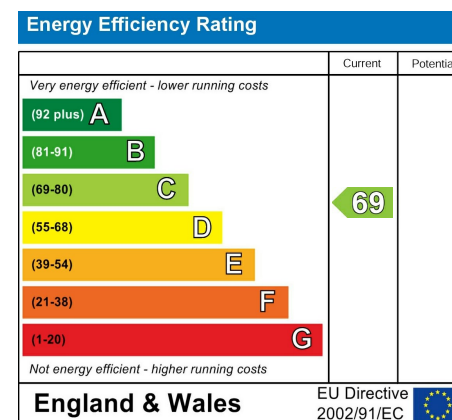 Energy Efficiency Rating
Current Potentia
Very energy efficient - lower running costs
(92 plus) A
(81-91) B
(69-80) C
69
(55-68) D
(39-54) E
(21-38) F
(1-20) G
Not energy efficient - higher running costs
England & Wales
EU Directive
2002/91/EC